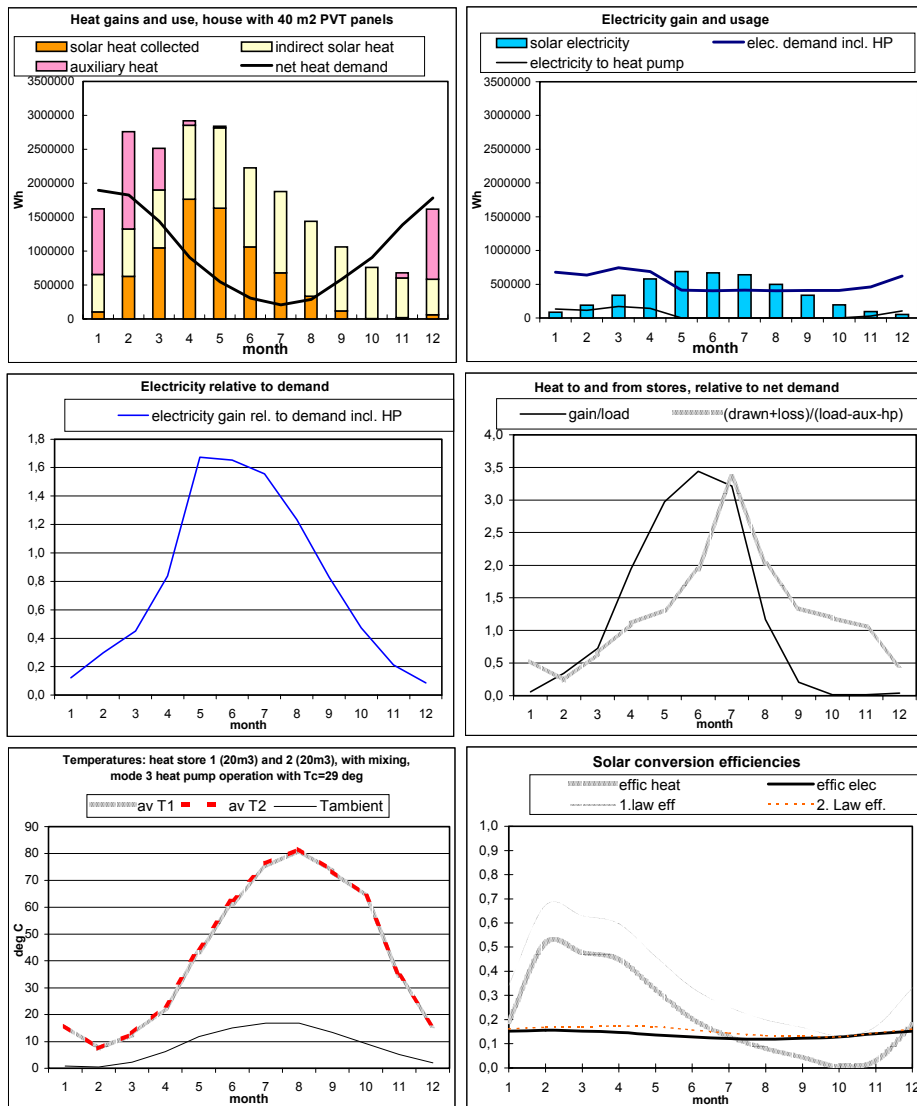 Heat gains and use, house with 40 m2 PVT panels
solar heat collected
indirect solar heat
auxiliary heat
net heat demand
3500000
3000000
2500000
2000000
1500000
1000000
500000
0
Wh
1 2 3 4 5 6 7 8 9 10 11 12
month
Electricity gain and usage
solar electricity
elec. demand incl. HP
electricity to heat pump
3500000
3000000
2500000
2000000
1500000
1000000
500000
0
1 2 3 4 5 6 7 8 9 10 11 12
month
Electricity relative to demand
electricity gain rel. to demand incl. HP
1,8
1,6
1,4
1,2
1,0
0,8
0,6
0,4
0,2
0,0
1 2 3 4 5 6 7 8 9 10 11 12
month
Heat to and from stores, relative to net demand
gain/load
(drawn+loss)/(load-aux-hp)
4,0
3,5
3,0
2,5
2,0
1,5
1,0
0,5
0,0
1 2 3 4 5 6 7 8 9 10 11 12
month
Temperatures: heat store 1 (20m3) and 2 (20m3), with mixing,
mode 3 heat pump operation with Tc=29 deg
av T1
av T2
Tambient
90
80
70
60
50
40
30
20
10
0
deg C
1 2 3 4 5 6 7 8 9 10 11 12
month
Solar conversion efficiencies
effic heat
effic elec
1.law eff
2. Law eff.
1,0
0,9
0,8
0,7
0,6
0,5
0,4
0,3
0,2
0,1
0,0
1 2 3 4 5 6 7 8 9 10 11 12
month